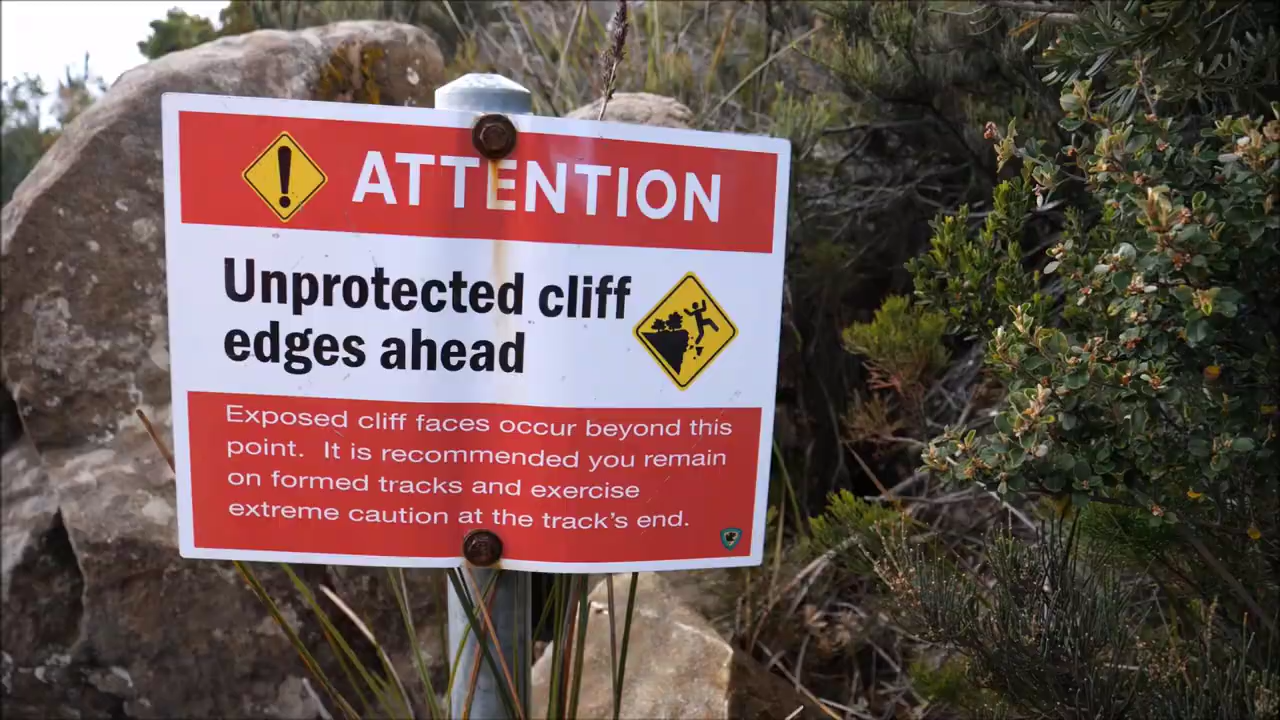 ATTENTION
Unprotected cliff
edges ahead
Exposed cliff faces occur beyond this
point.  It is recommended you remain
on formed tracks and exercise
extreme caution at the track's end.